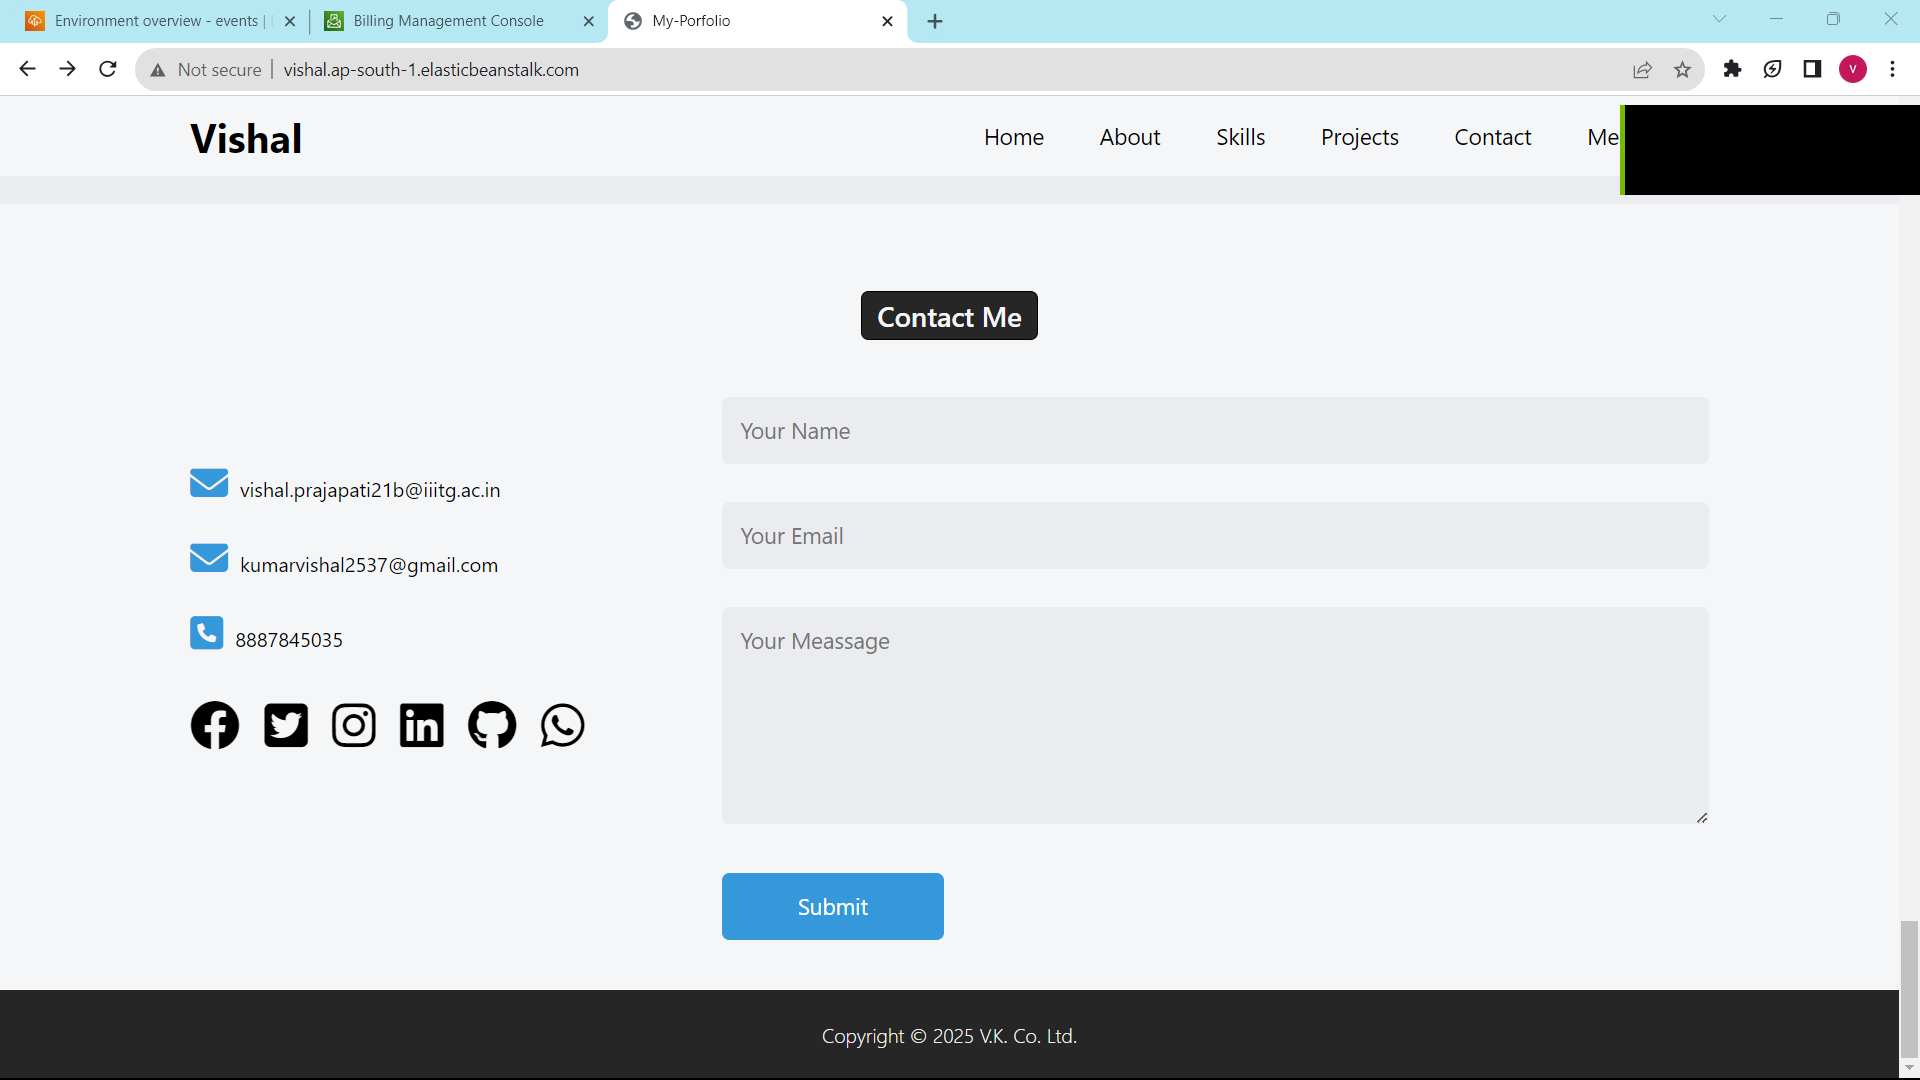 Environment overview - events |
Billing Management Console
My-Porfolio
Not secure
vishal.ap-south-1.elasticbeanstalk.com
V
Vishal
Home
About
Skills
Projects
Contact
Me
Contact Me
Your Name
vishal.prajapati21b@iiitg.ac.in
Your Email
kumarvishal2537@gmail.com
8887845035
Your Meassage
Submit
Copyright © 2025 V.K. Co. Ltd.